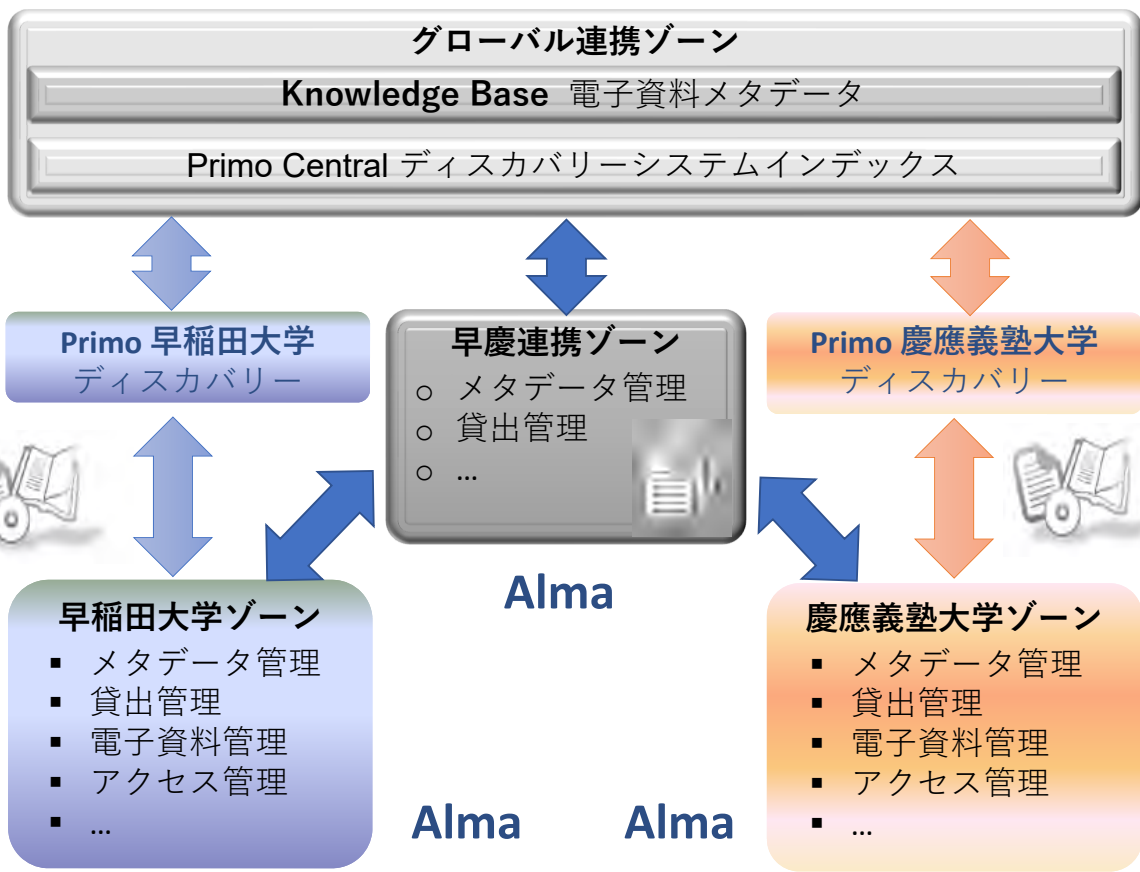 グローバル連携ゾーン
Knowledge Base 電子資料メタデータ
Primo Central ディスカバリーシステムインデックス
Primo 早稲田大学
ディスカバリー
早慶連携ゾーン
○ メタデータ管理
○ 貸出管理
○ ...
Primo 慶應義塾大学
ディスカバリー
Alma
早稲田大学ゾーン
▪ メタデータ管理
▪ 貸出管理
▪ 電子資料管理
▪ アクセス管理
▪ ...
Alma
Alma
慶應義塾大学ゾーン
▪ メタデータ管理
▪ 貸出管理
▪ 電子資料管理
▪ アクセス管理
▪ ...